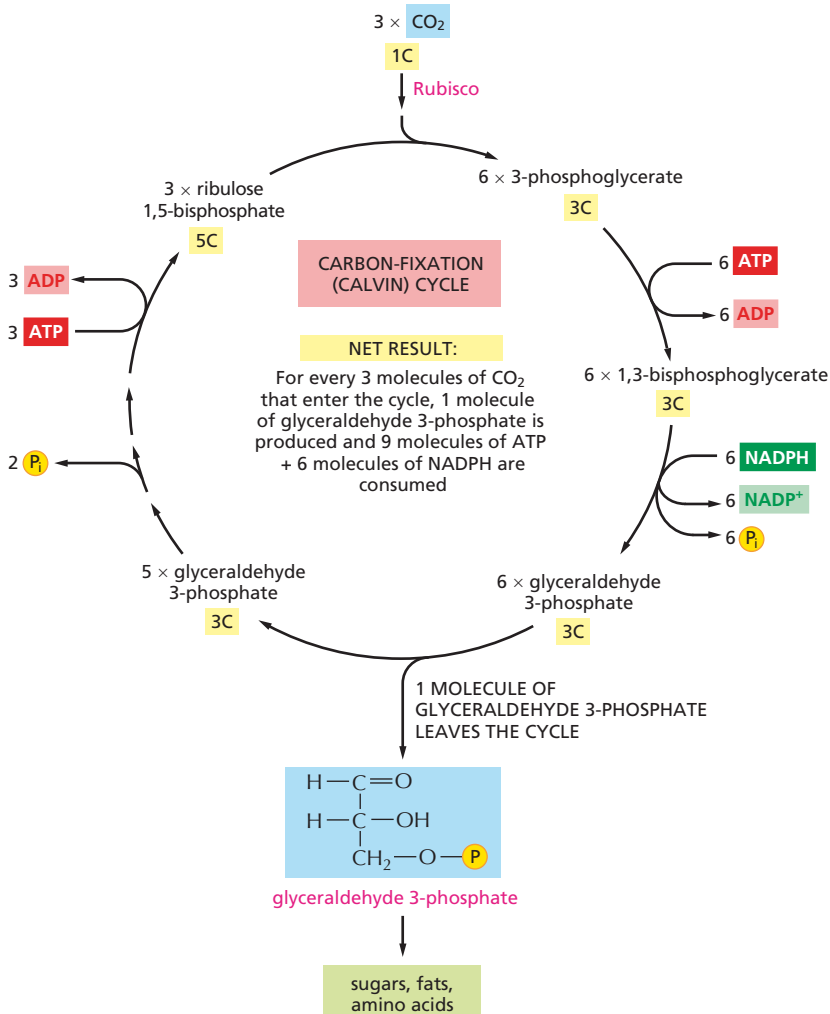 3 × CO₂
1C
Rubisco
6 × 3-phosphoglycerate
3C
6 ATP
6 ADP
6 × 1,3-bisphosphoglycerate
3C
6 NADPH
6 NADP⁺
6 Pᵢ
6 × glyceraldehyde
3-phosphate
3C
3 × ribulose
1,5-bisphosphate
5C
3 ADP
3 ATP
2 Pᵢ
5 × glyceraldehyde
3-phosphate
3C
CARBON-FIXATION
(CALVIN) CYCLE
NET RESULT:
For every 3 molecules of CO₂
that enter the cycle, 1 molecule
of glyceraldehyde 3-phosphate is
produced and 9 molecules of ATP
+ 6 molecules of NADPH are
consumed
1 MOLECULE OF
GLYCERALDEHYDE 3-PHOSPHATE
LEAVES THE CYCLE
H—C=O
H—C—OH
CH₂—O—P
glyceraldehyde 3-phosphate
sugars, fats,
amino acids